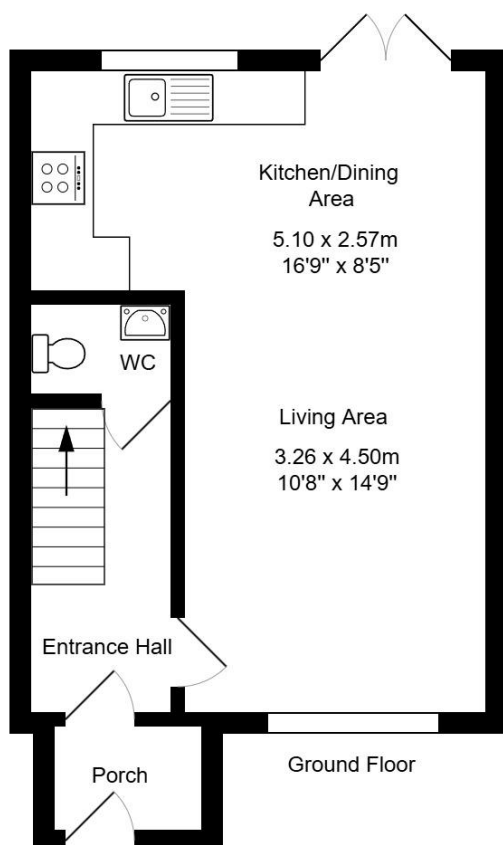 Kitchen/Dining
Area
5.10 x 2.57m
16'9" x 8'5"
WC
Living Area
3.26 x 4.50m
10'8" x 14'9"
Entrance Hall
Porch
Ground Floor